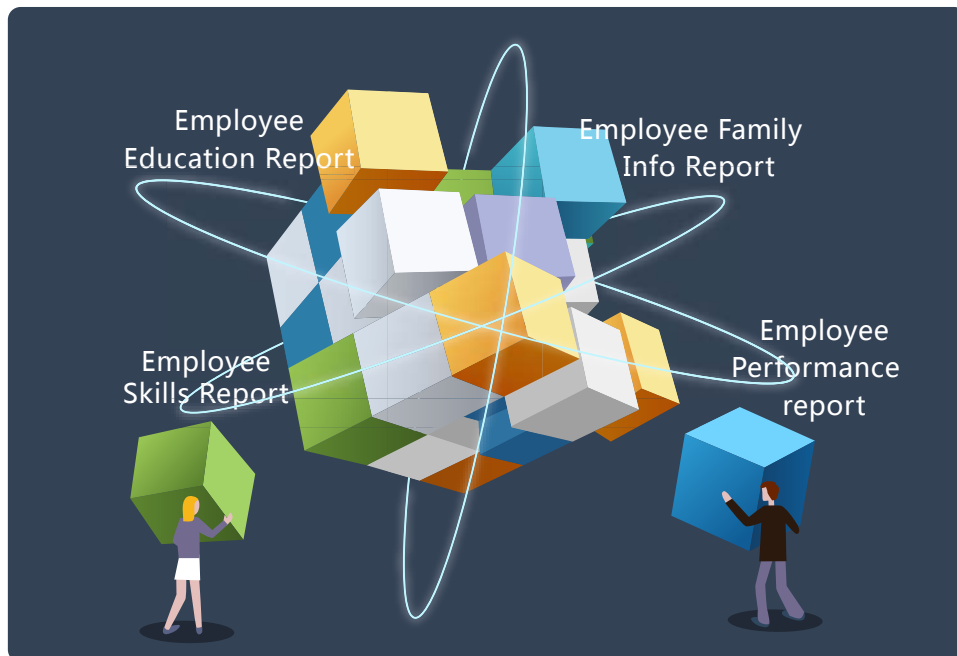 Employee
Education Report
Employee Family
Info Report
Employee
Skills Report
Employee
Performance
report